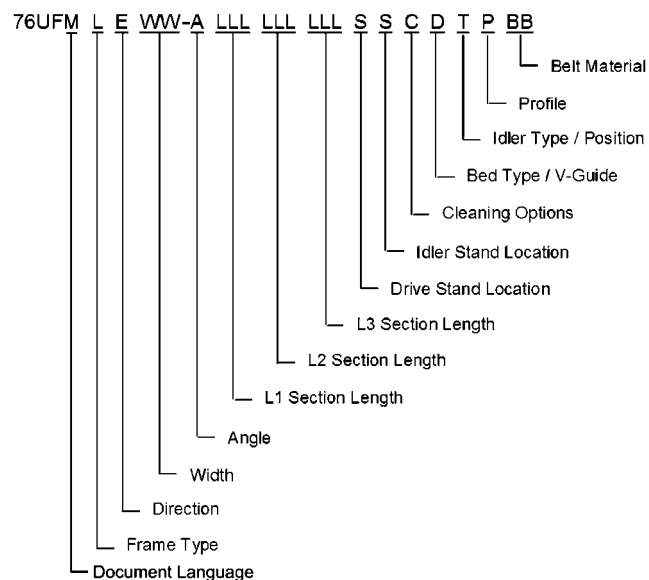 76UFM L E WW-A LLL LLL LLL S S C D T P BB
Belt Material
Profile
Idler Type / Position
Bed Type / V-Guide
Cleaning Options
Idler Stand Location
Drive Stand Location
L3 Section Length
L2 Section Length
L1 Section Length
Angle
Width
Direction
Frame Type
Document Language